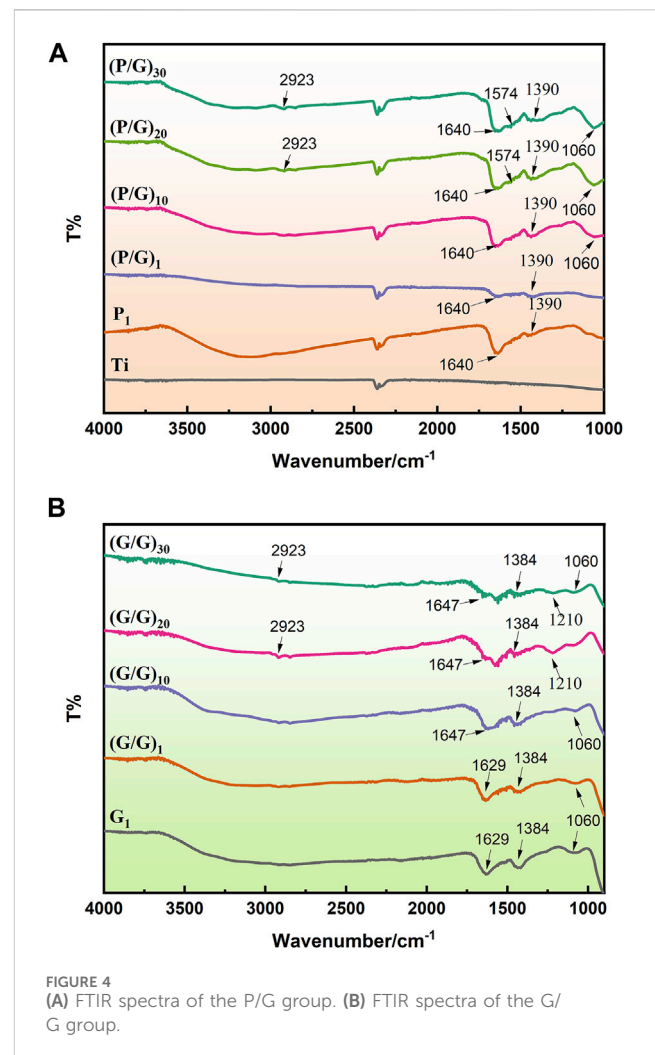 A
(P/G)30
2923
1574
1390
1640
1060
(P/G)20
2923
1574
1390
1640
1060
(P/G)10
1390
1640
1060
(P/G)1
1390
1640
P1
1390
1640
Ti
T%
4000 3500 3000 2500 2000 1500 1000
Wavenumber/cm-1
B
(G/G)30
2923
1384
1060
1647
1210
(G/G)20
2923
1384
1647
1210
(G/G)10
1384
1647
1060
(G/G)1
1629
1384
1060
G1
1629
1384
T%
4000 3500 3000 2500 2000 1500 1000
Wavenumber/cm-1
FIGURE 4
(A) FTIR spectra of the P/G group. (B) FTIR spectra of the G/
G group.